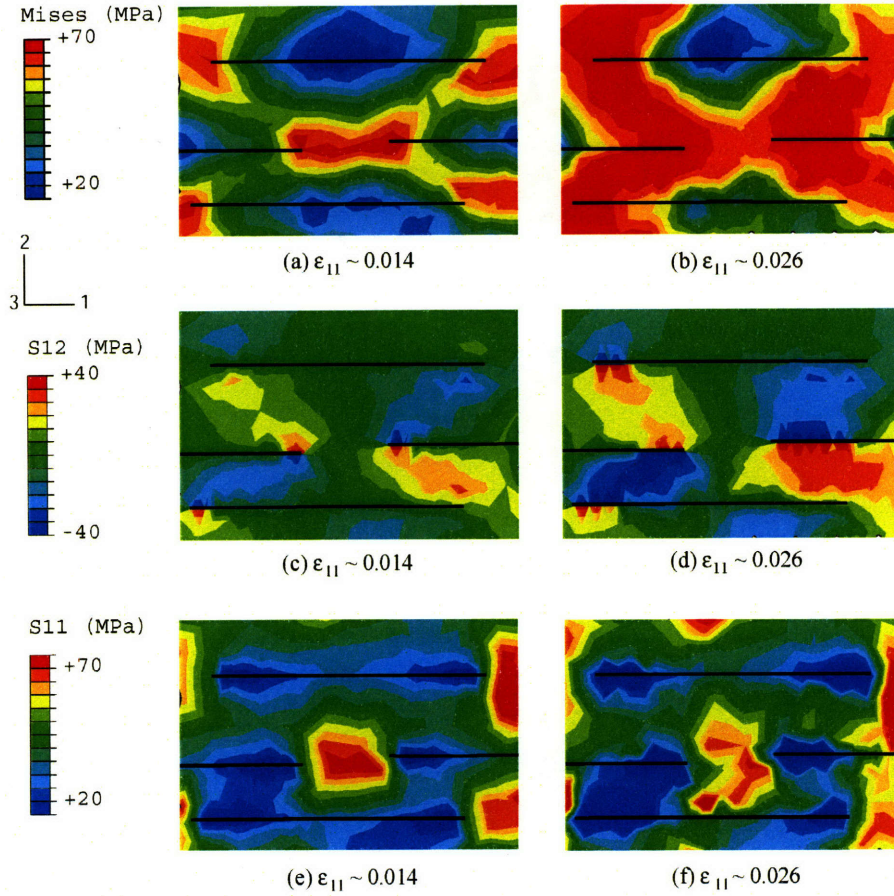 Mises (MPa)
+70
+20
2
3 1
(a) ε11 ~ 0.014
(b) ε11 ~ 0.026
S12 (MPa)
+40
-40
(c) ε11 ~ 0.014
(d) ε11 ~ 0.026
S11 (MPa)
+70
+20
(e) ε11 ~ 0.014
(f) ε11 ~ 0.026